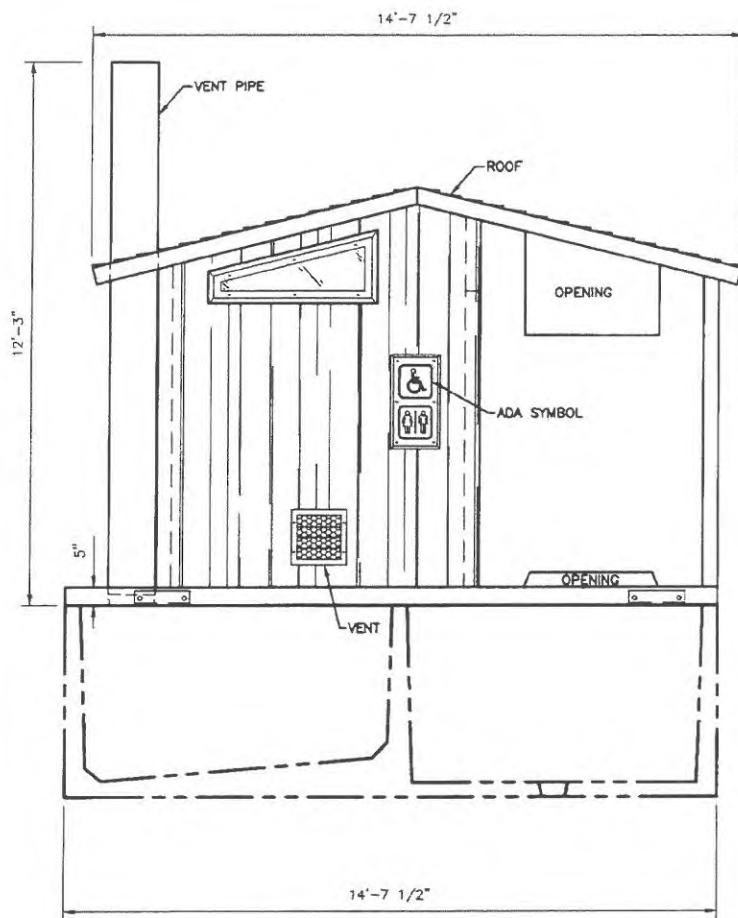 14'-7 1/2"
VENT PIPE
ROOF
OPENING
12'-3"
ADA SYMBOL
5"
OPENING
VENT
14'-7 1/2"